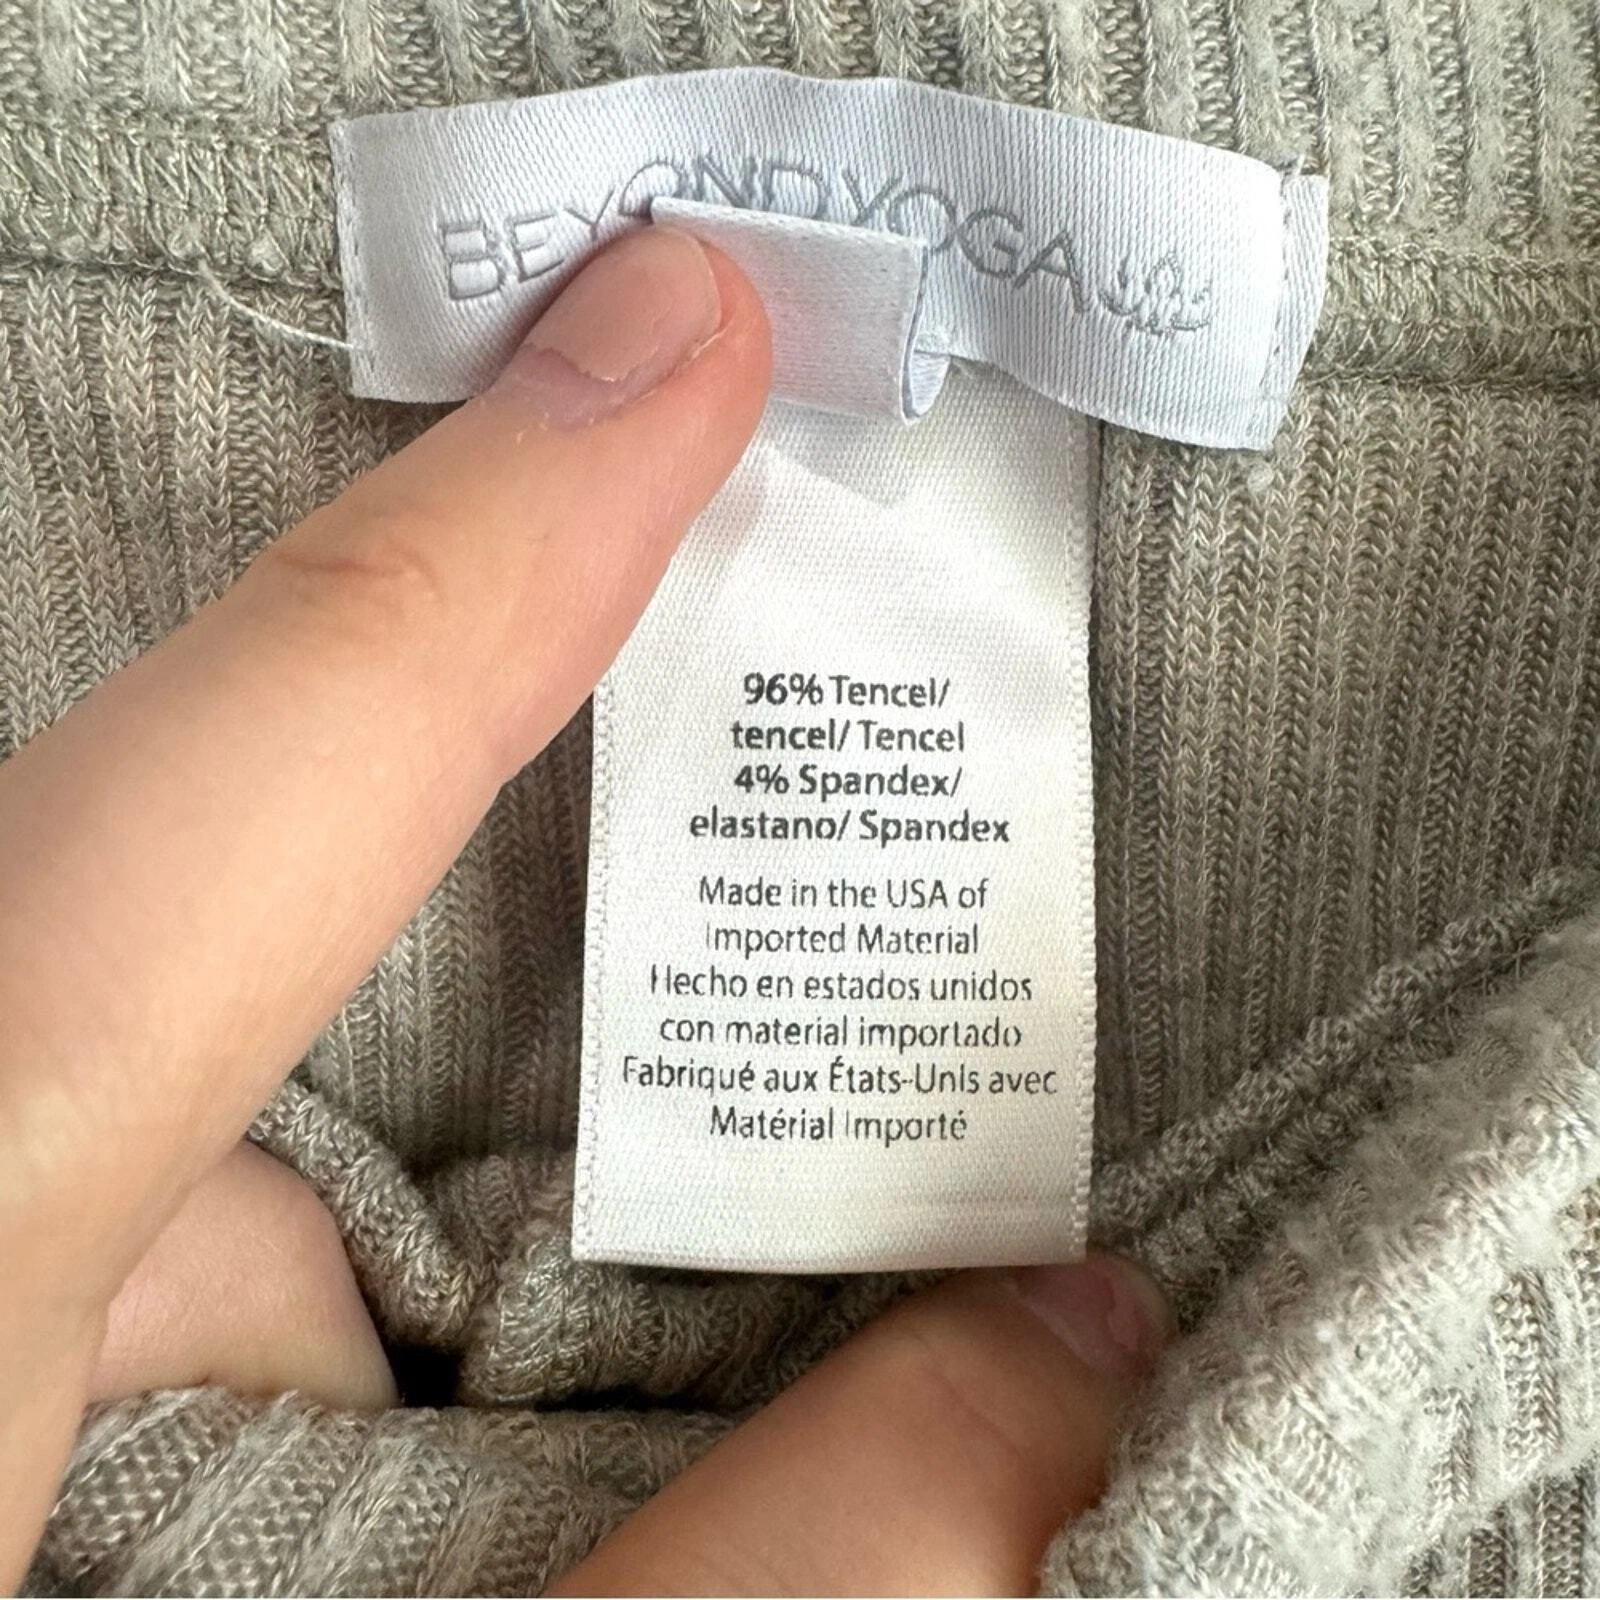 BEYOND YOGA
96% Tencel/
tencel/ Tencel
4% Spandex/
elastano/ Spandex
Made in the USA of
Imported Material
Hecho en estados unidos
con material importado
Fabriqué aux États-Unis avec
Matérial Importé